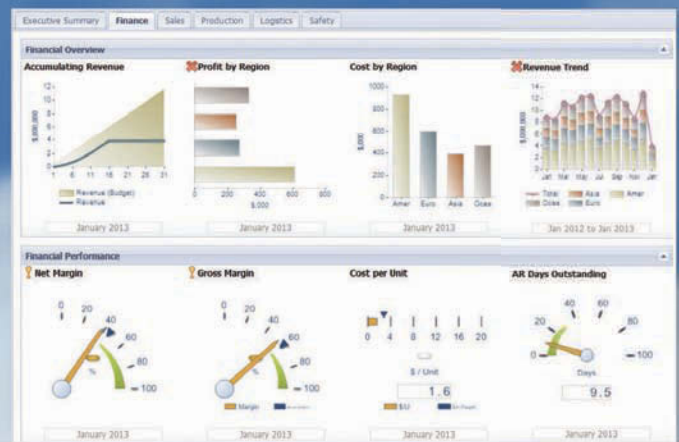 Executive Summary Finance Sales Production Logistics Safety
Financial Overview
Accumulating Revenue Profit by Region Cost by Region Revenue Trend
$,000,000
12
10
8
6
4
2
0
1 6 11 16 21 26 31
Revenue (Budget)
Revenue
January 2013
0 200 400 600 800
$,000
January 2013
$,000
1000
800
600
400
200
0
Amer Euro Asia Ocea
January 2013
$,000,000
14
12
10
8
6
4
2
0
Jan Mar May Jul Sep Nov Jan
Total Asia Amer
Ocea Euro
Jan 2012 to Jan 2013
Financial Performance
Net Margin Gross Margin Cost per Unit AR Days Outstanding
0 20 40 60 80 100
%
January 2013
0 20 40 60 80 100
%
Margin
January 2013
0 4 8 12 16 20
$ / Unit
1.6
$/U
January 2013
0 20 40 60 80
Days
9.5
January 2013